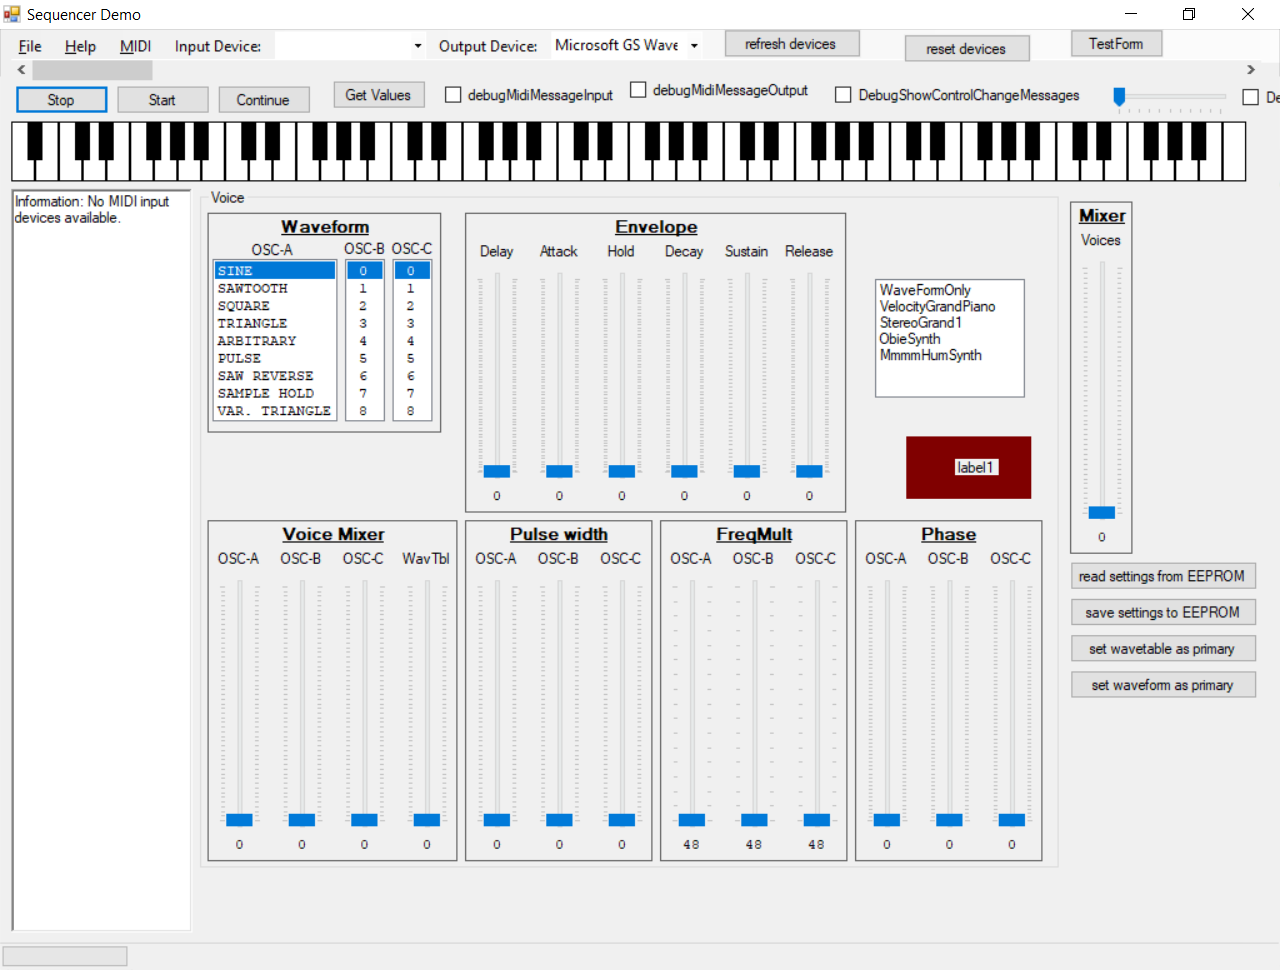 Sequencer Demo
File Help MIDI Input Device: Output Device: Microsoft GS Wave refresh devices reset devices TestForm
Stop Start Continue Get Values debugMidiMessageInput debugMidiMessageOutput DebugShowControlChangeMessages De
Information: No MIDI input
devices available.
Voice
Waveform
OSC-A OSC-B OSC-C
SINE 0 0
SAWTOOTH 1 1
SQUARE 2 2
TRIANGLE 3 3
ARBITRARY 4 4
PULSE 5 5
SAW REVERSE 6 6
SAMPLE HOLD 7 7
VAR. TRIANGLE 8 8
Envelope
Delay Attack Hold Decay Sustain Release
0 0 0 0 0 0
WaveFormOnly
VelocityGrandPiano
StereoGrand1
ObieSynth
MmmmHumSynth
label1
Mixer
Voices
0
Voice Mixer
OSC-A OSC-B OSC-C WavTbl
0 0 0 0
Pulse width
OSC-A OSC-B OSC-C
0 0 0
FreqMult
OSC-A OSC-B OSC-C
48 48 48
Phase
OSC-A OSC-B OSC-C
0 0 0
read settings from EEPROM
save settings to EEPROM
set wavetable as primary
set waveform as primary